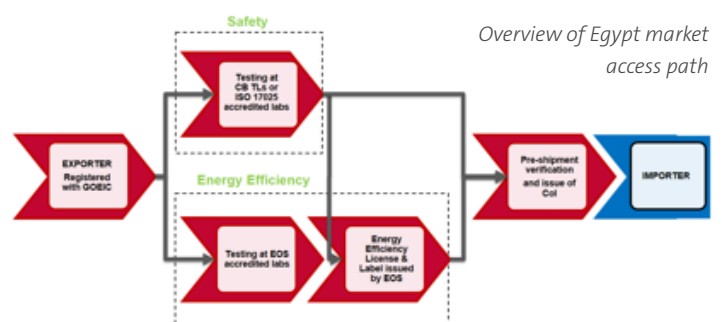 Safety
Overview of Egypt market
access path
Testing at
CB TLs or
ISO 17025
accredited labs
EXPORTER
Registered
with GOEIC
Pre-shipment
verification
and issue of
CoI
IMPORTER
Energy Efficiency
Testing at EOS
accredited labs
Energy
Efficiency
License &
Label issued
by EOS